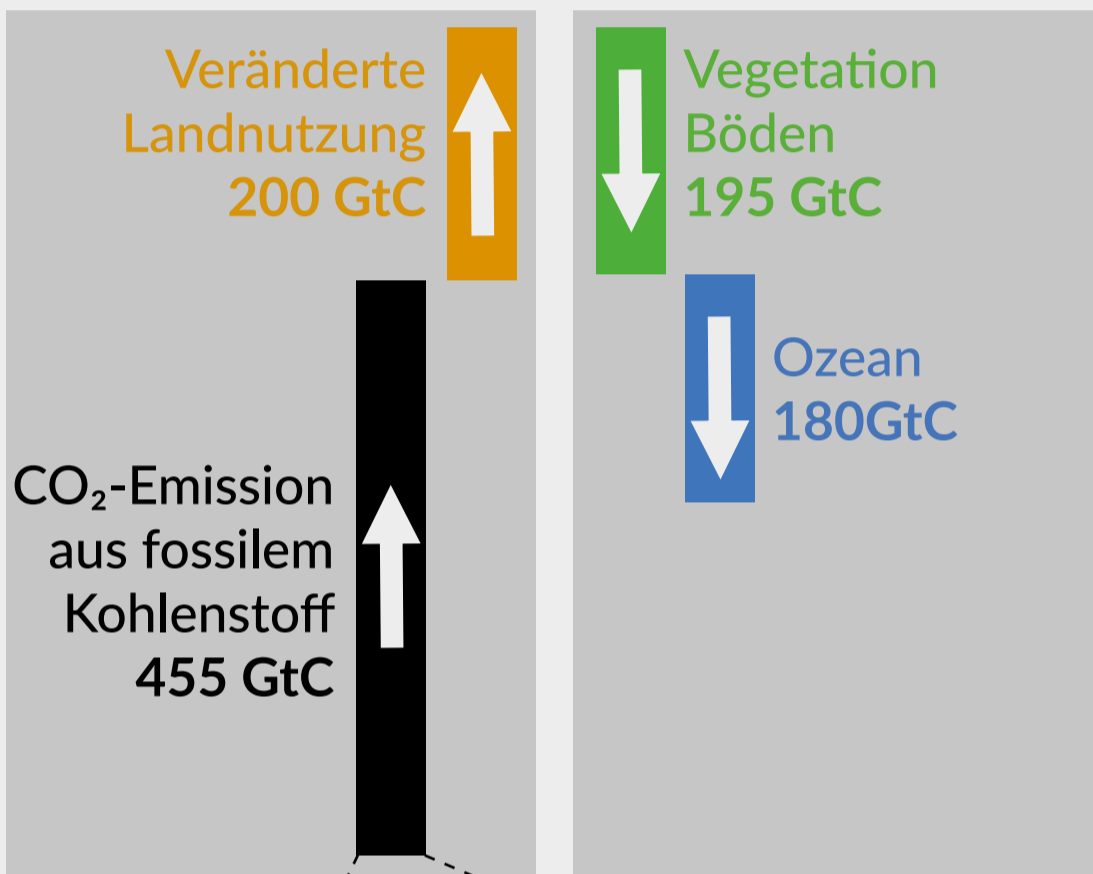 Veränderte
Landnutzung
200 GtC
Vegetation
Böden
195 GtC
Ozean
180GtC
CO₂-Emission
aus fossilem
Kohlenstoff
455 GtC